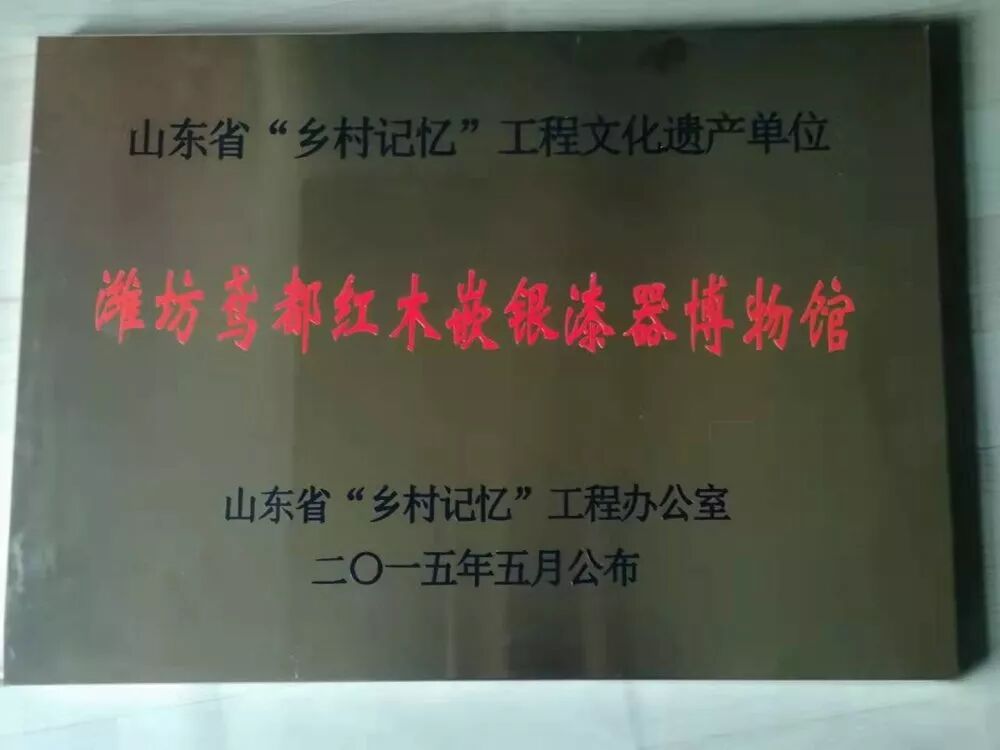 山东省“乡村记忆”工程文化遗产单位
潍坊鸢都红木嵌银漆器博物馆
山东省“乡村记忆”工程办公室
二〇一五年五月公布